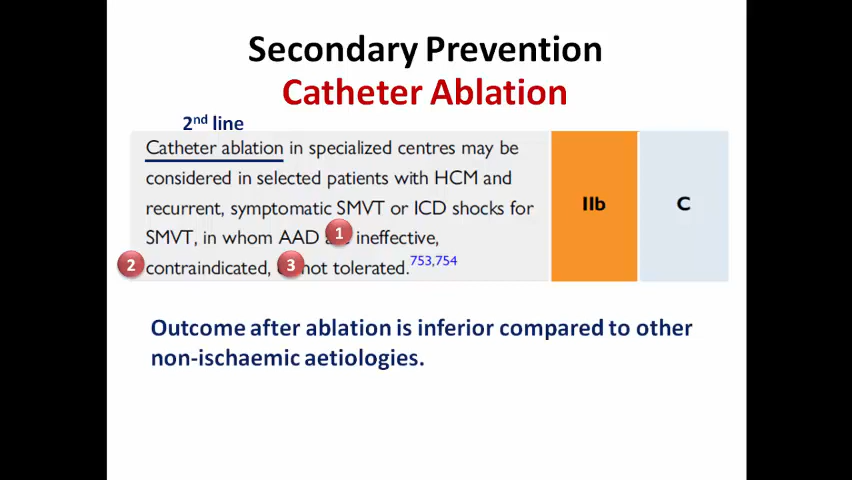 Secondary Prevention
Catheter Ablation
2nd line
Catheter ablation in specialized centres may be
considered in selected patients with HCM and
recurrent, symptomatic SMVT or ICD shocks for
SMVT, in whom AAD 1 ineffective,
2 contraindicated, 3 not tolerated.753,754
IIb
C
Outcome after ablation is inferior compared to other
non-ischaemic aetiologies.